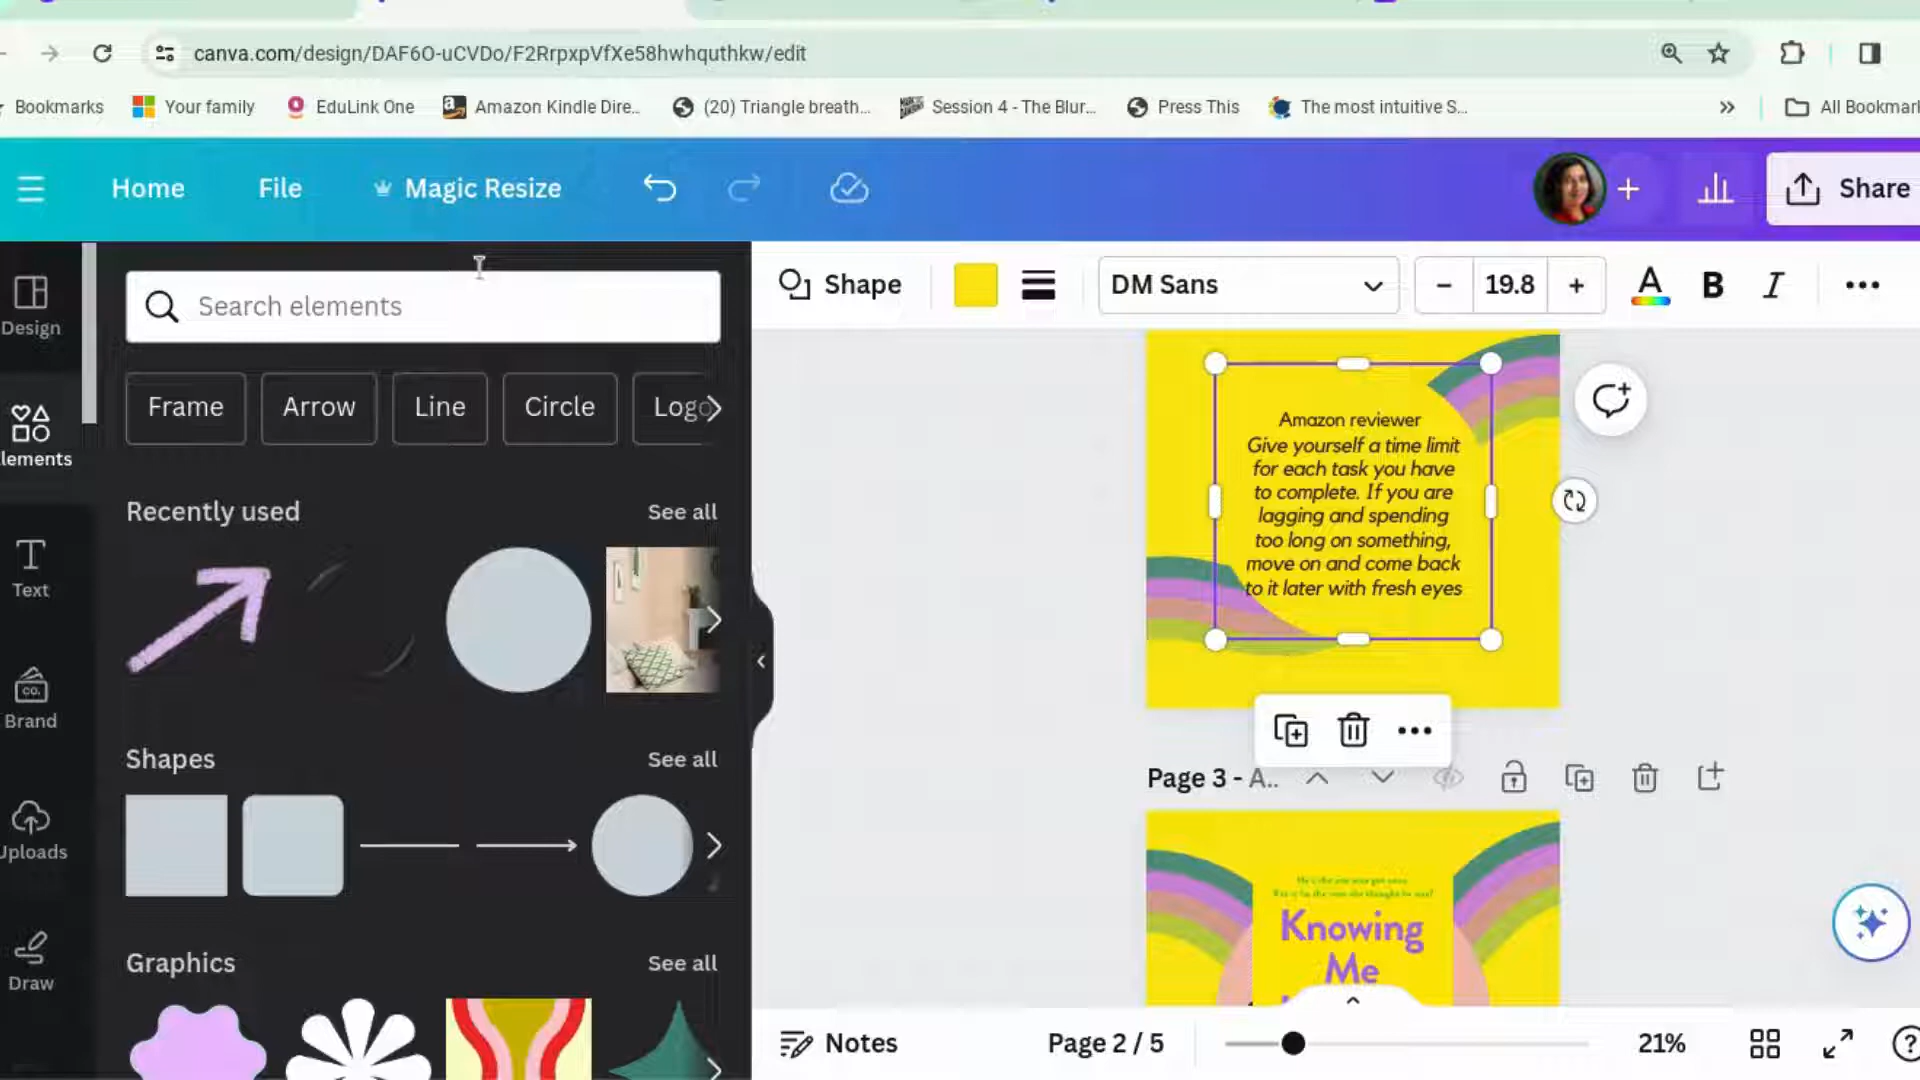 canva.com/design/DAF6O-uCVDo/F2RrpxpVfXe58hwhquthkw/edit
Bookmarks Your family EduLink One Amazon Kindle Dire... (20) Triangle breath... Session 4 - The Blur... Press This The most intuitive S... » All Bookmar
Home File Magic Resize Share
Design
Search elements
Shape DM Sans – 19.8 + A B I
Frame Arrow Line Circle Logo
lements
Recently used See all
Text
Brand
CO.
Shapes See all
Uploads
Graphics See all
Draw
Amazon reviewer
Give yourself a time limit
for each task you have
to complete. If you are
lagging and spending
too long on something,
move on and come back
to it later with fresh eyes
Page 3 - A..
Knowing
Me
Notes Page 2 / 5 21%